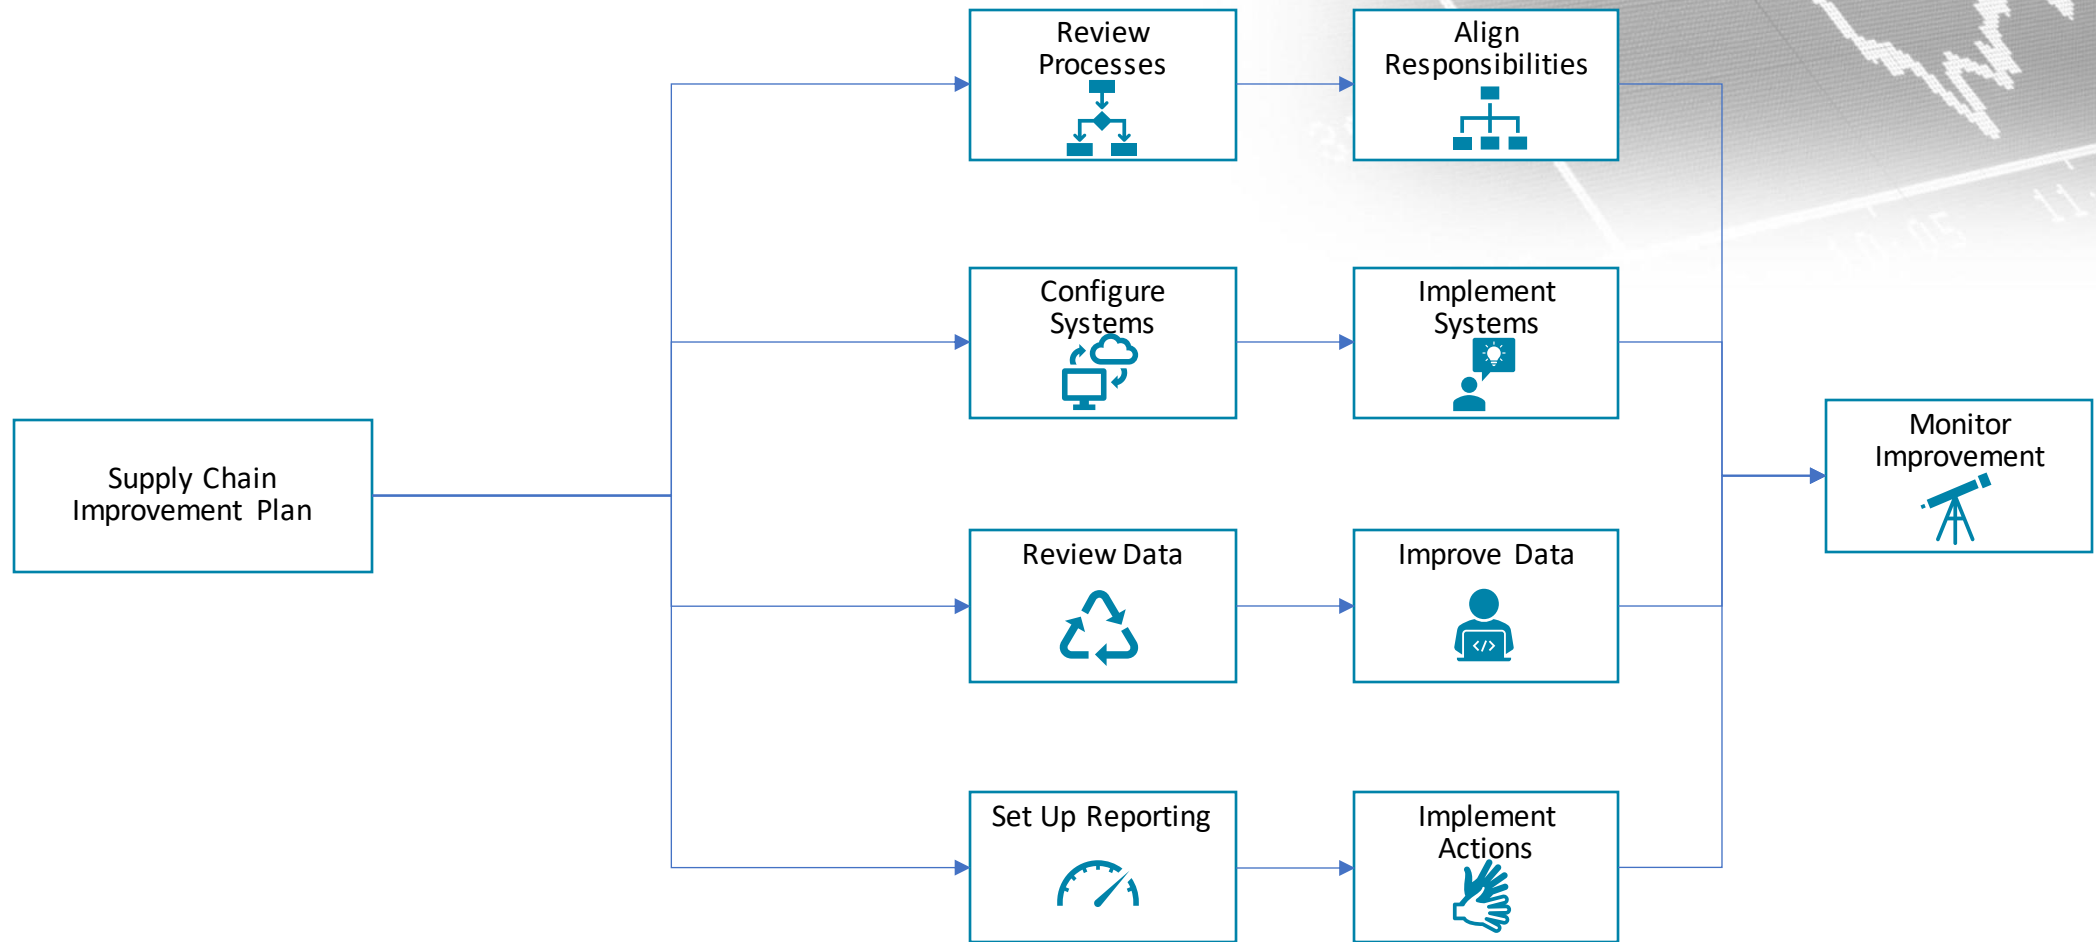 Review
Processes
Align
Responsibilities
Configure
Systems
Implement
Systems
Supply Chain
Improvement Plan
Monitor
Improvement
Review Data
Improve Data
</>
Set Up Reporting
Implement
Actions